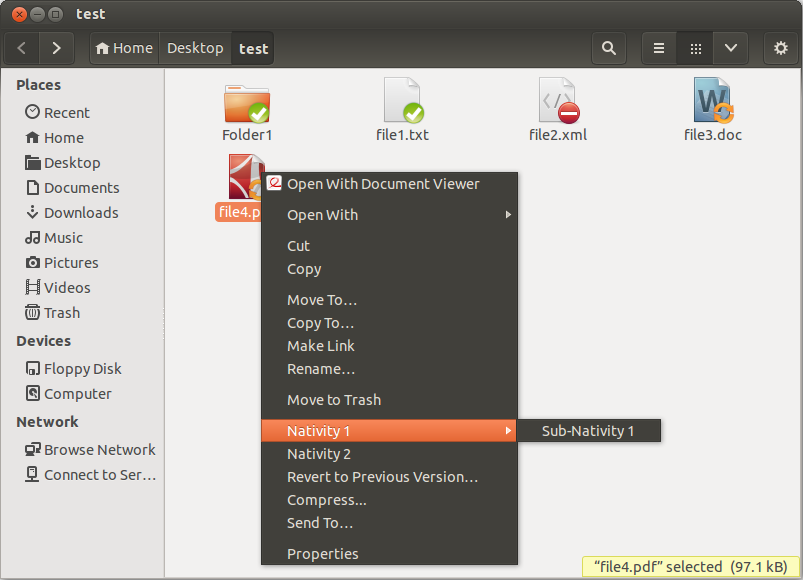 test
Home
Desktop
test
Places
Recent
Home
Desktop
Documents
Downloads
Music
Pictures
Videos
Trash
Devices
Floppy Disk
Computer
Network
Browse Network
Connect to Ser…
Folder1
file1.txt
file2.xml
file3.doc
W
file4.p
Open With Document Viewer
Open With
Cut
Copy
Move To…
Copy To…
Make Link
Rename…
Move to Trash
Nativity 1
Sub-Nativity 1
Nativity 2
Revert to Previous Version…
Compress...
Send To…
Properties
“file4.pdf” selected (97.1 kB)